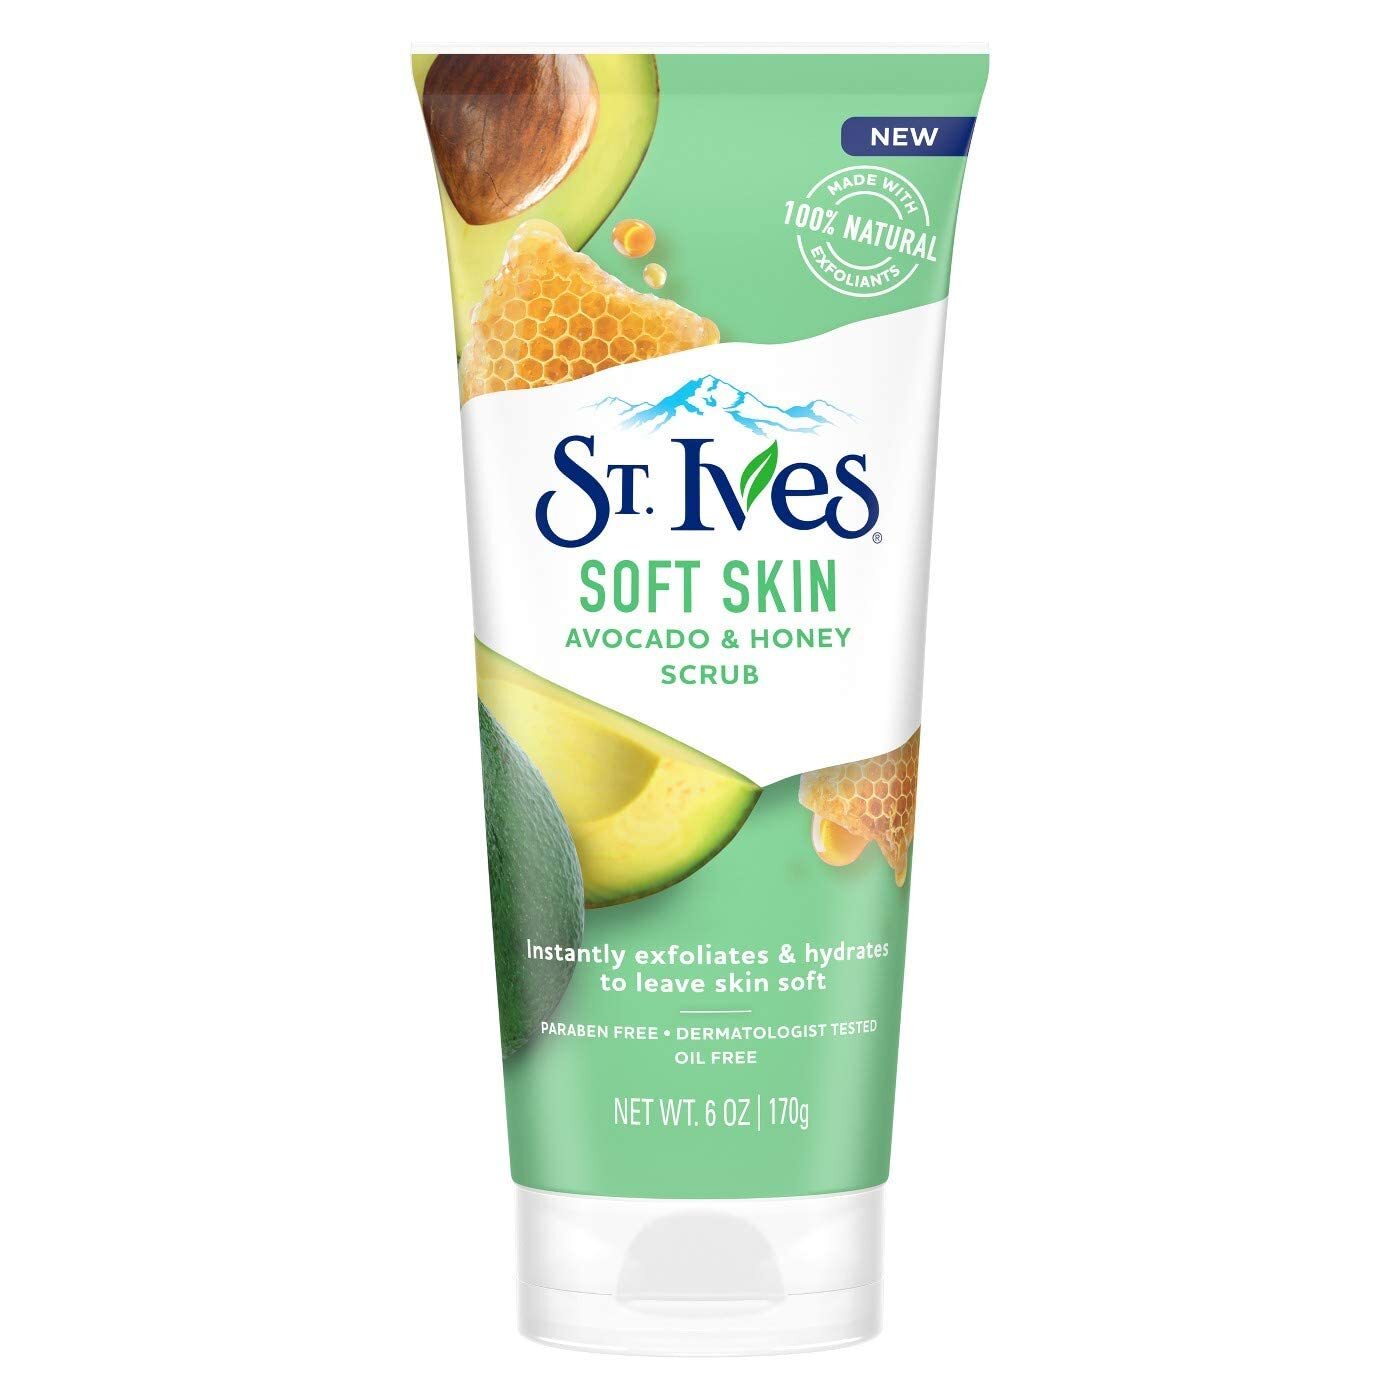 NEW
MADE WITH
100% NATURAL
EXFOLIANTS
ST. IVES®
SOFT SKIN
AVOCADO & HONEY
SCRUB
Instantly exfoliates & hydrates
to leave skin soft
PARABEN FREE • DERMATOLOGIST TESTED
OIL FREE
NET WT. 6 OZ | 170g